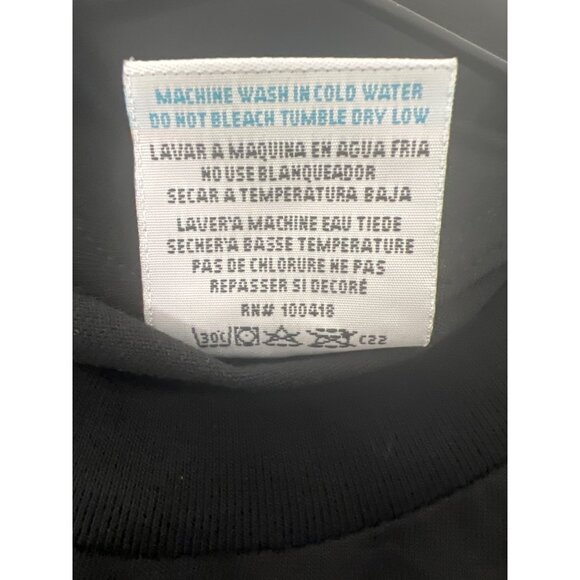 MACHINE WASH IN COLD WATER
DO NOT BLEACH TUMBLE DRY LOW
LAVAR A MAQUINA EN AGUA FRIA
NO USE BLANQUEADOR
SECAR A TEMPERATURA BAJA
LAVER'A MACHINE EAU TIEDE
SECHER'A BASSE TEMPERATURE
PAS DE CHLORURE NE PAS
REPASSER SI DECORÉ
RN# 100418
30°C C22